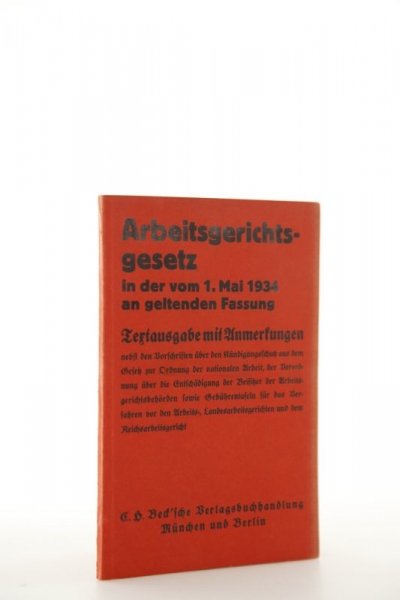 Arbeitsgerichts-
gesetz
in der vom 1. Mai 1934
an geltenden Fassung
Textausgabe mit Anmerkungen
nebst den Vorschriften über den Kündigungsschutz aus dem
Gesetz zur Ordnung der nationalen Arbeit, der Verord-
nung über die Entschädigung der Beisitzer der Arbeits-
gerichtsbehörden sowie Gebührentafeln für das Ver-
fahren vor den Arbeits-, Landesarbeitsgerichten und dem
Reichsarbeitsgericht
C. H. Beck'sche Verlagsbuchhandlung
München und Berlin